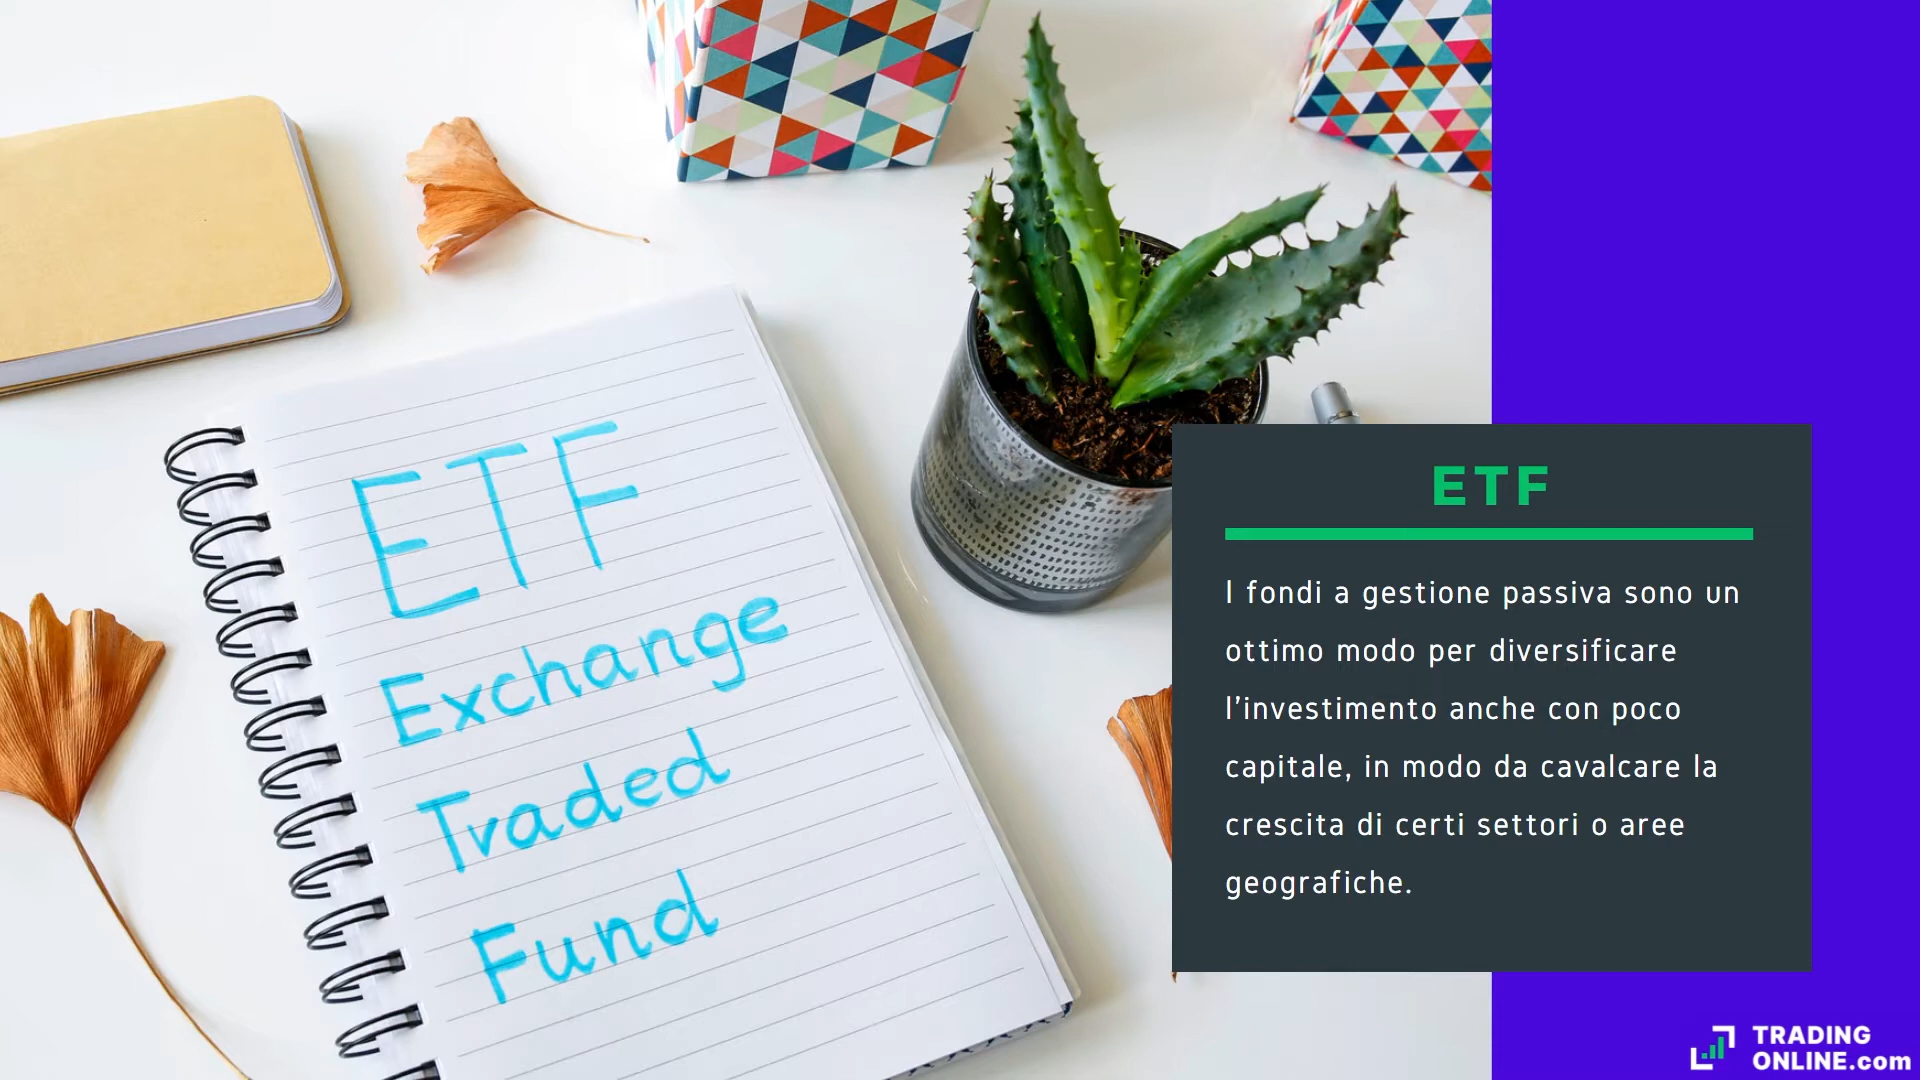 ETF
Exchange
Traded
Fund
ETF
I fondi a gestione passiva sono un
ottimo modo per diversificare
l’investimento anche con poco
capitale, in modo da cavalcare la
crescita di certi settori o aree
geografiche.
TRADING
ONLINE.com